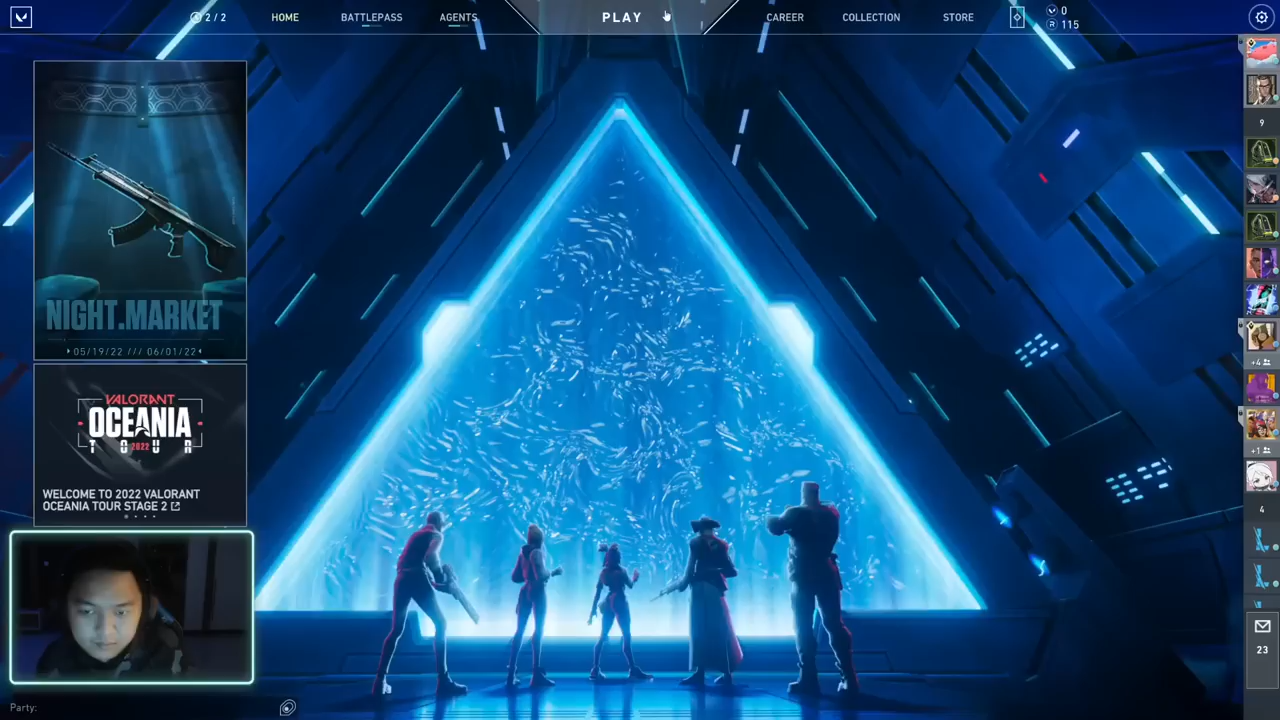 2 / 2
HOME
BATTLEPASS
AGENTS
PLAY
CAREER
COLLECTION
STORE
0
115
NIGHT.MARKET
05/19/22 /// 06/01/22
VALORANT
OCEANIA
TOUR
2022
WELCOME TO 2022 VALORANT
OCEANIA TOUR STAGE 2
9
+4
+1
4
23
Party: